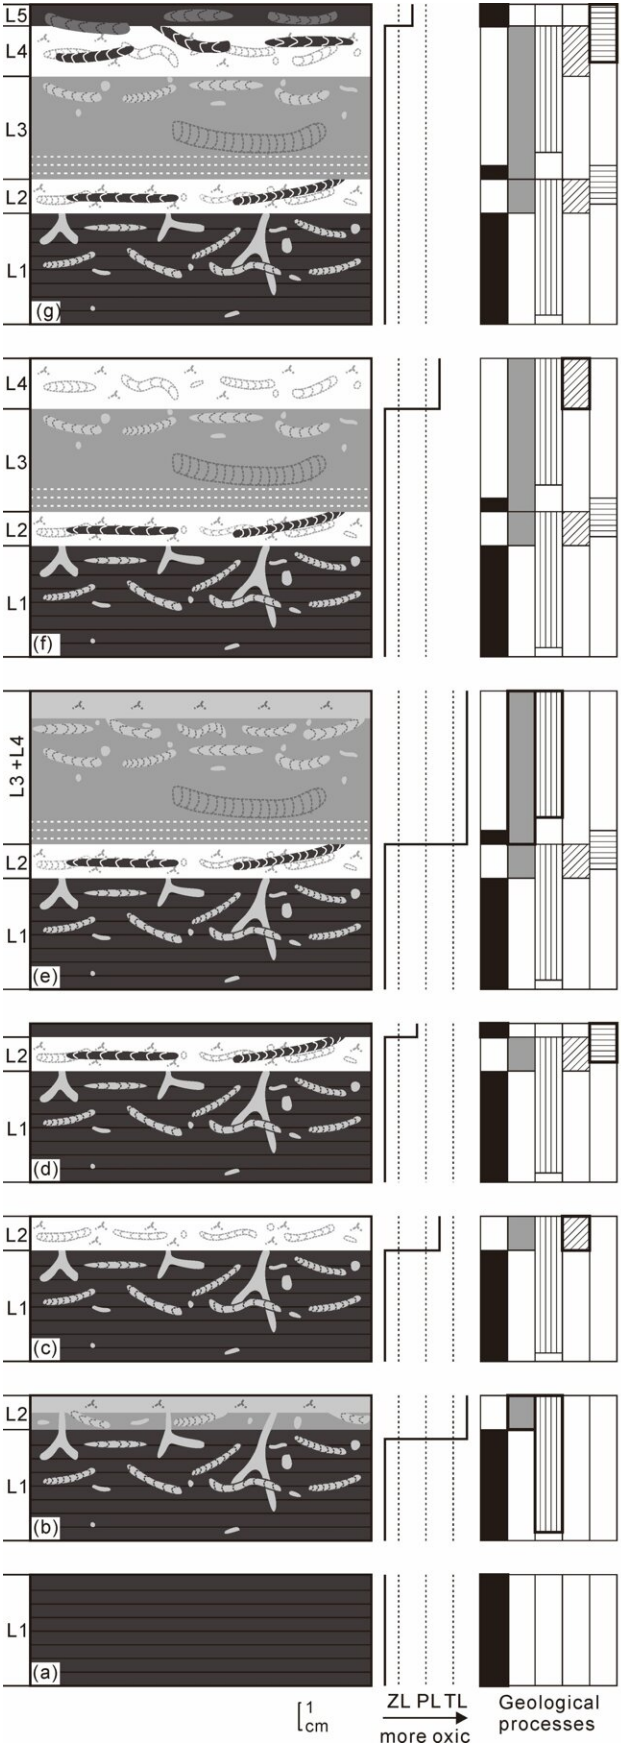 L5
L4
L3
L2
L1
(g)
L4
L3
L2
L1
(f)
L3+L4
L2
L1
(e)
L2
L1
(d)
L2
L1
(c)
L2
L1
(b)
L1
(a)
1
cm
ZL PL TL
more oxic
Geological
processes